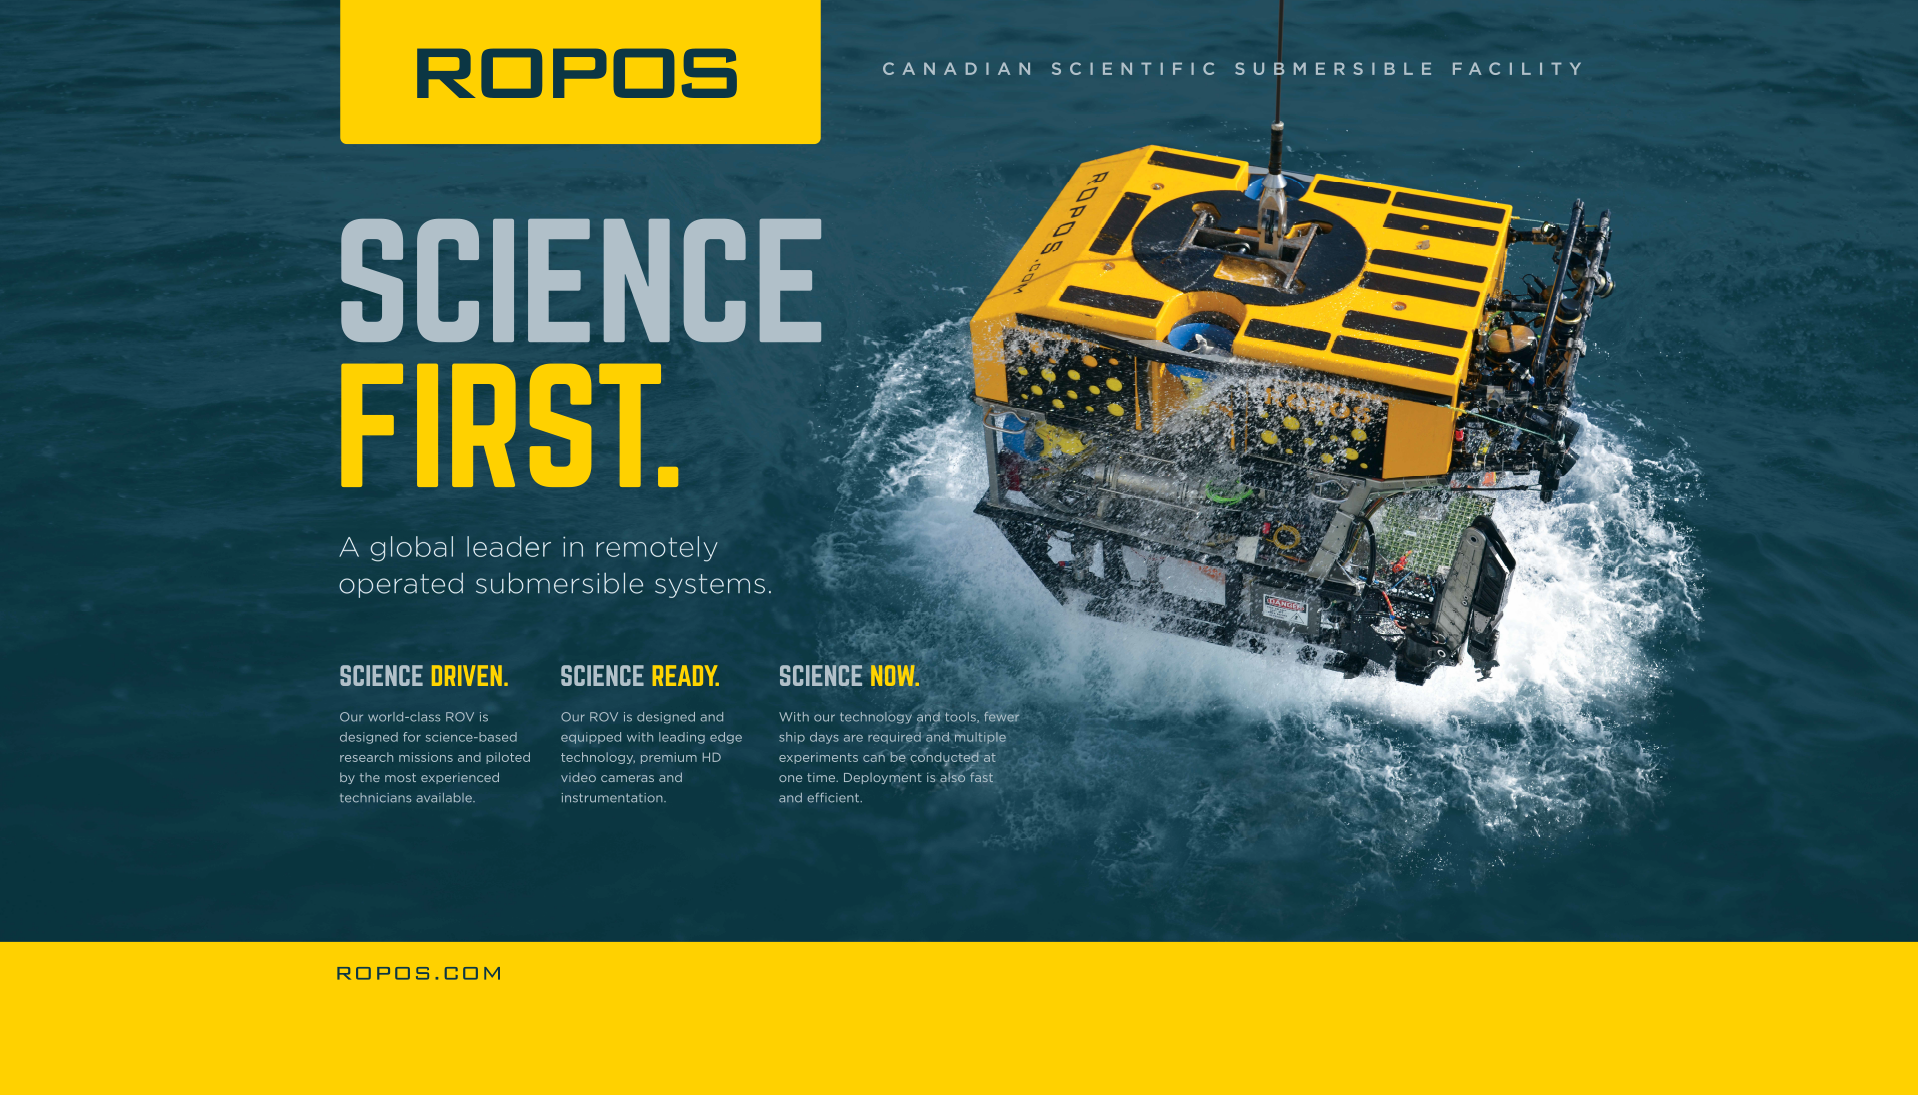 ROPOS
CANADIAN SCIENTIFIC SUBMERSIBLE FACILITY
SCIENCE
FIRST.
A global leader in remotely
operated submersible systems.
SCIENCE DRIVEN.
Our world-class ROV is
designed for science-based
research missions and piloted
by the most experienced
technicians available.
SCIENCE READY.
Our ROV is designed and
equipped with leading edge
technology, premium HD
video cameras and
instrumentation.
SCIENCE NOW.
With our technology and tools, fewer
ship days are required and multiple
experiments can be conducted at
one time. Deployment is also fast
and efficient.
ROPOS.COM
ROPOS
DANGER
ROPOS.COM